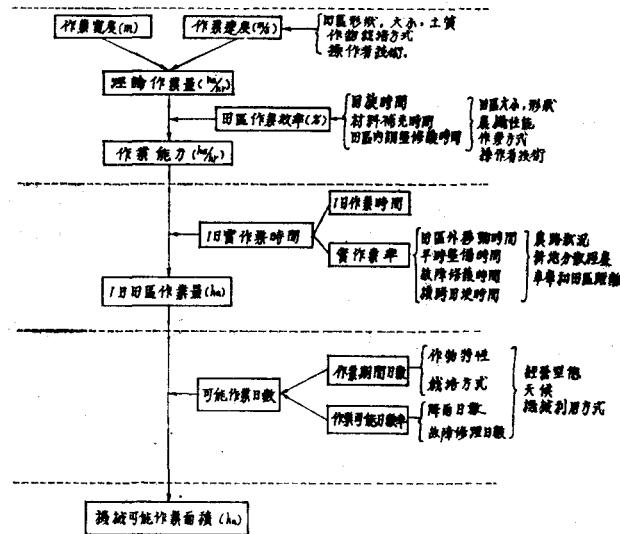 作業寬度(m)
作業速度(m/s)
田區形狀，大小，土質
作物栽培方式
操作者技術.
理論作業量(ha/hr)
田區作業效率(%)
回旋時間
材料補充時間
田區內調整修護時間
田區大小,形狀
農機性能
作業方式
操作者技術
作業能力(ha/hr)
1日作業時間
1日實作業時間
實作業率
田區外移動時間
平時整備時間
故障修護時間
橫跨田埂時間
農路狀況
耕地分散程度
車庫和田區距離
1日田區作業量(ha)
作業期間日數
作物特性
栽培方式
可能作業日數
作業可能日數率
降雨日數
故障修理日數
經營型態
天候
機械利用方式
機械可能作業面積(ha)